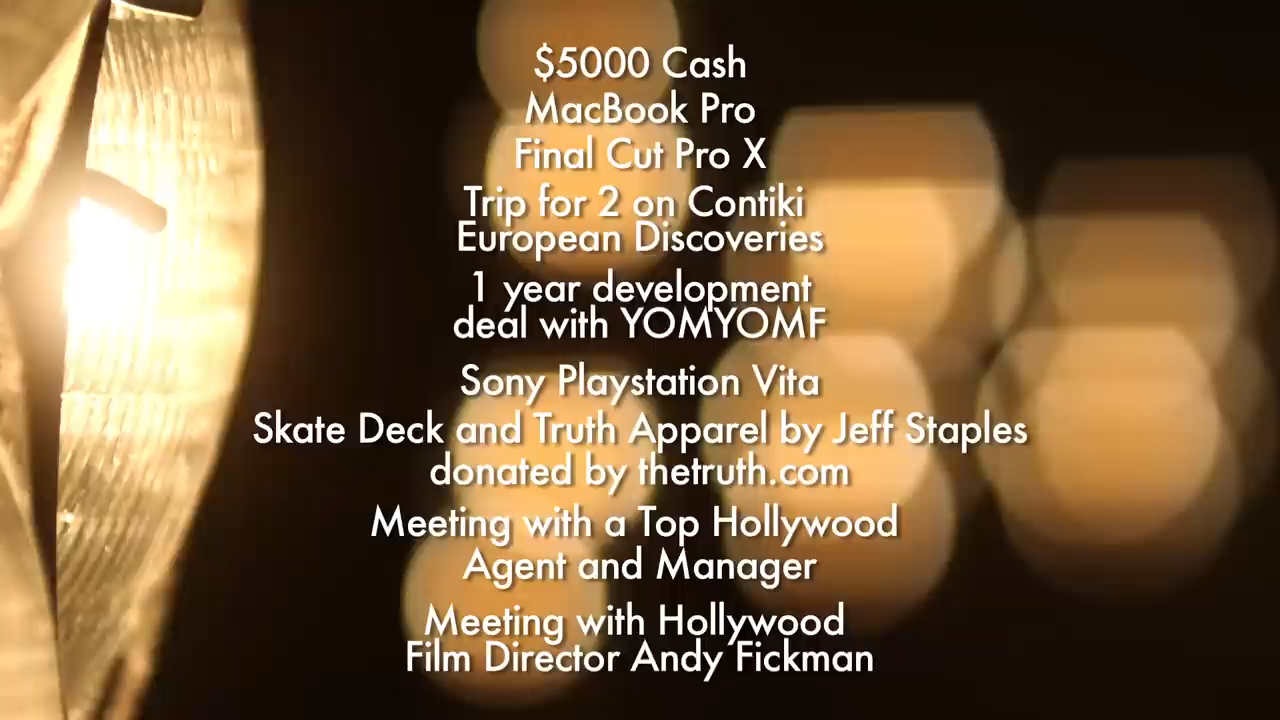 $5000 Cash
MacBook Pro
Final Cut Pro X
Trip for 2 on Contiki
European Discoveries
1 year development
deal with YOMYOMF
Sony Playstation Vita
Skate Deck and Truth Apparel by Jeff Staples
donated by thetruth.com
Meeting with a Top Hollywood
Agent and Manager
Meeting with Hollywood
Film Director Andy Fickman